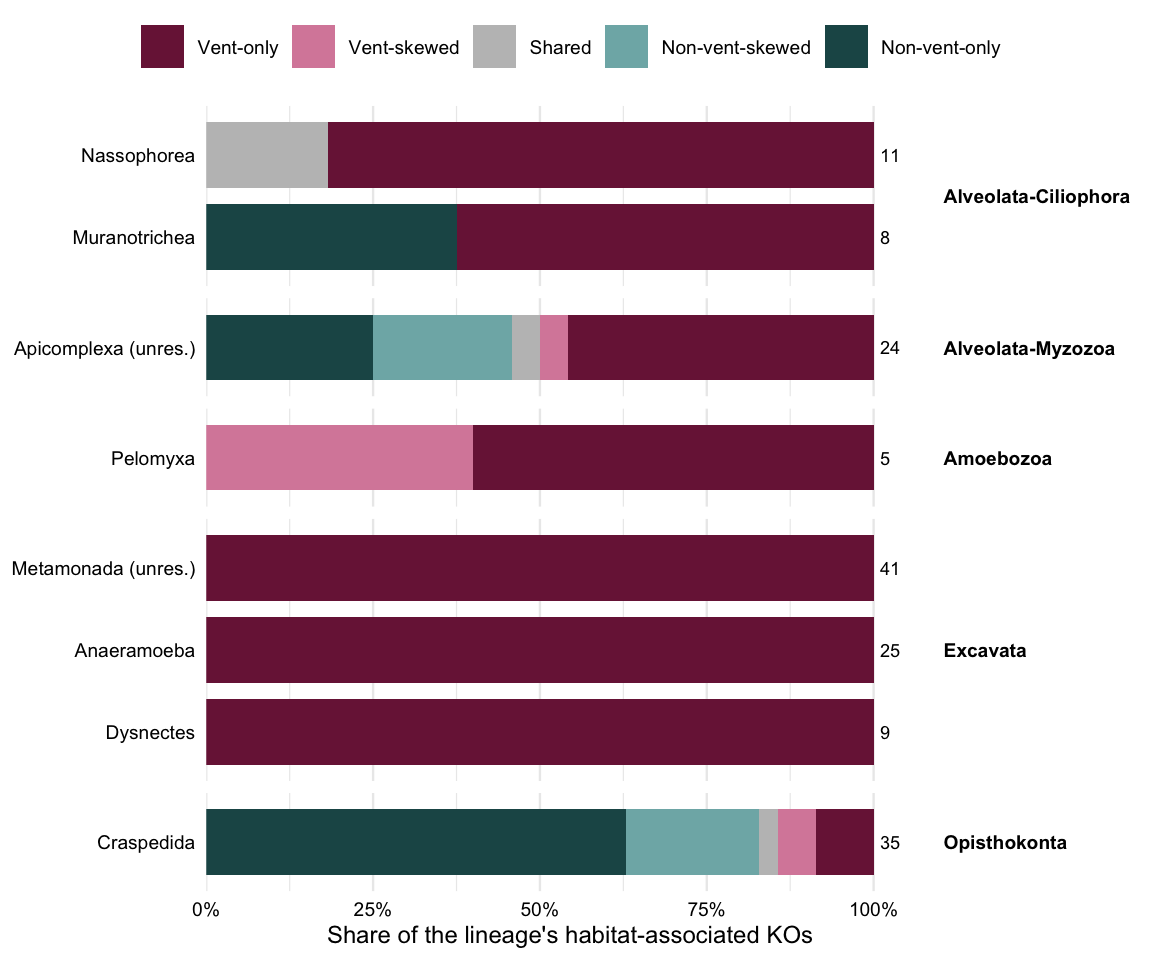 Vent-only Vent-skewed Shared Non-vent-skewed Non-vent-only
Nassophorea 11
Alveolata-Ciliophora
Muranotrichea 8
Apicomplexa (unres.) 24 Alveolata-Myzozoa
Pelomyxa 5 Amoebozoa
Metamonada (unres.) 41
Anaeramoeba 25 Excavata
Dysnectes 9
Craspedida 35 Opisthokonta
0% 25% 50% 75% 100%
Share of the lineage's habitat-associated KOs